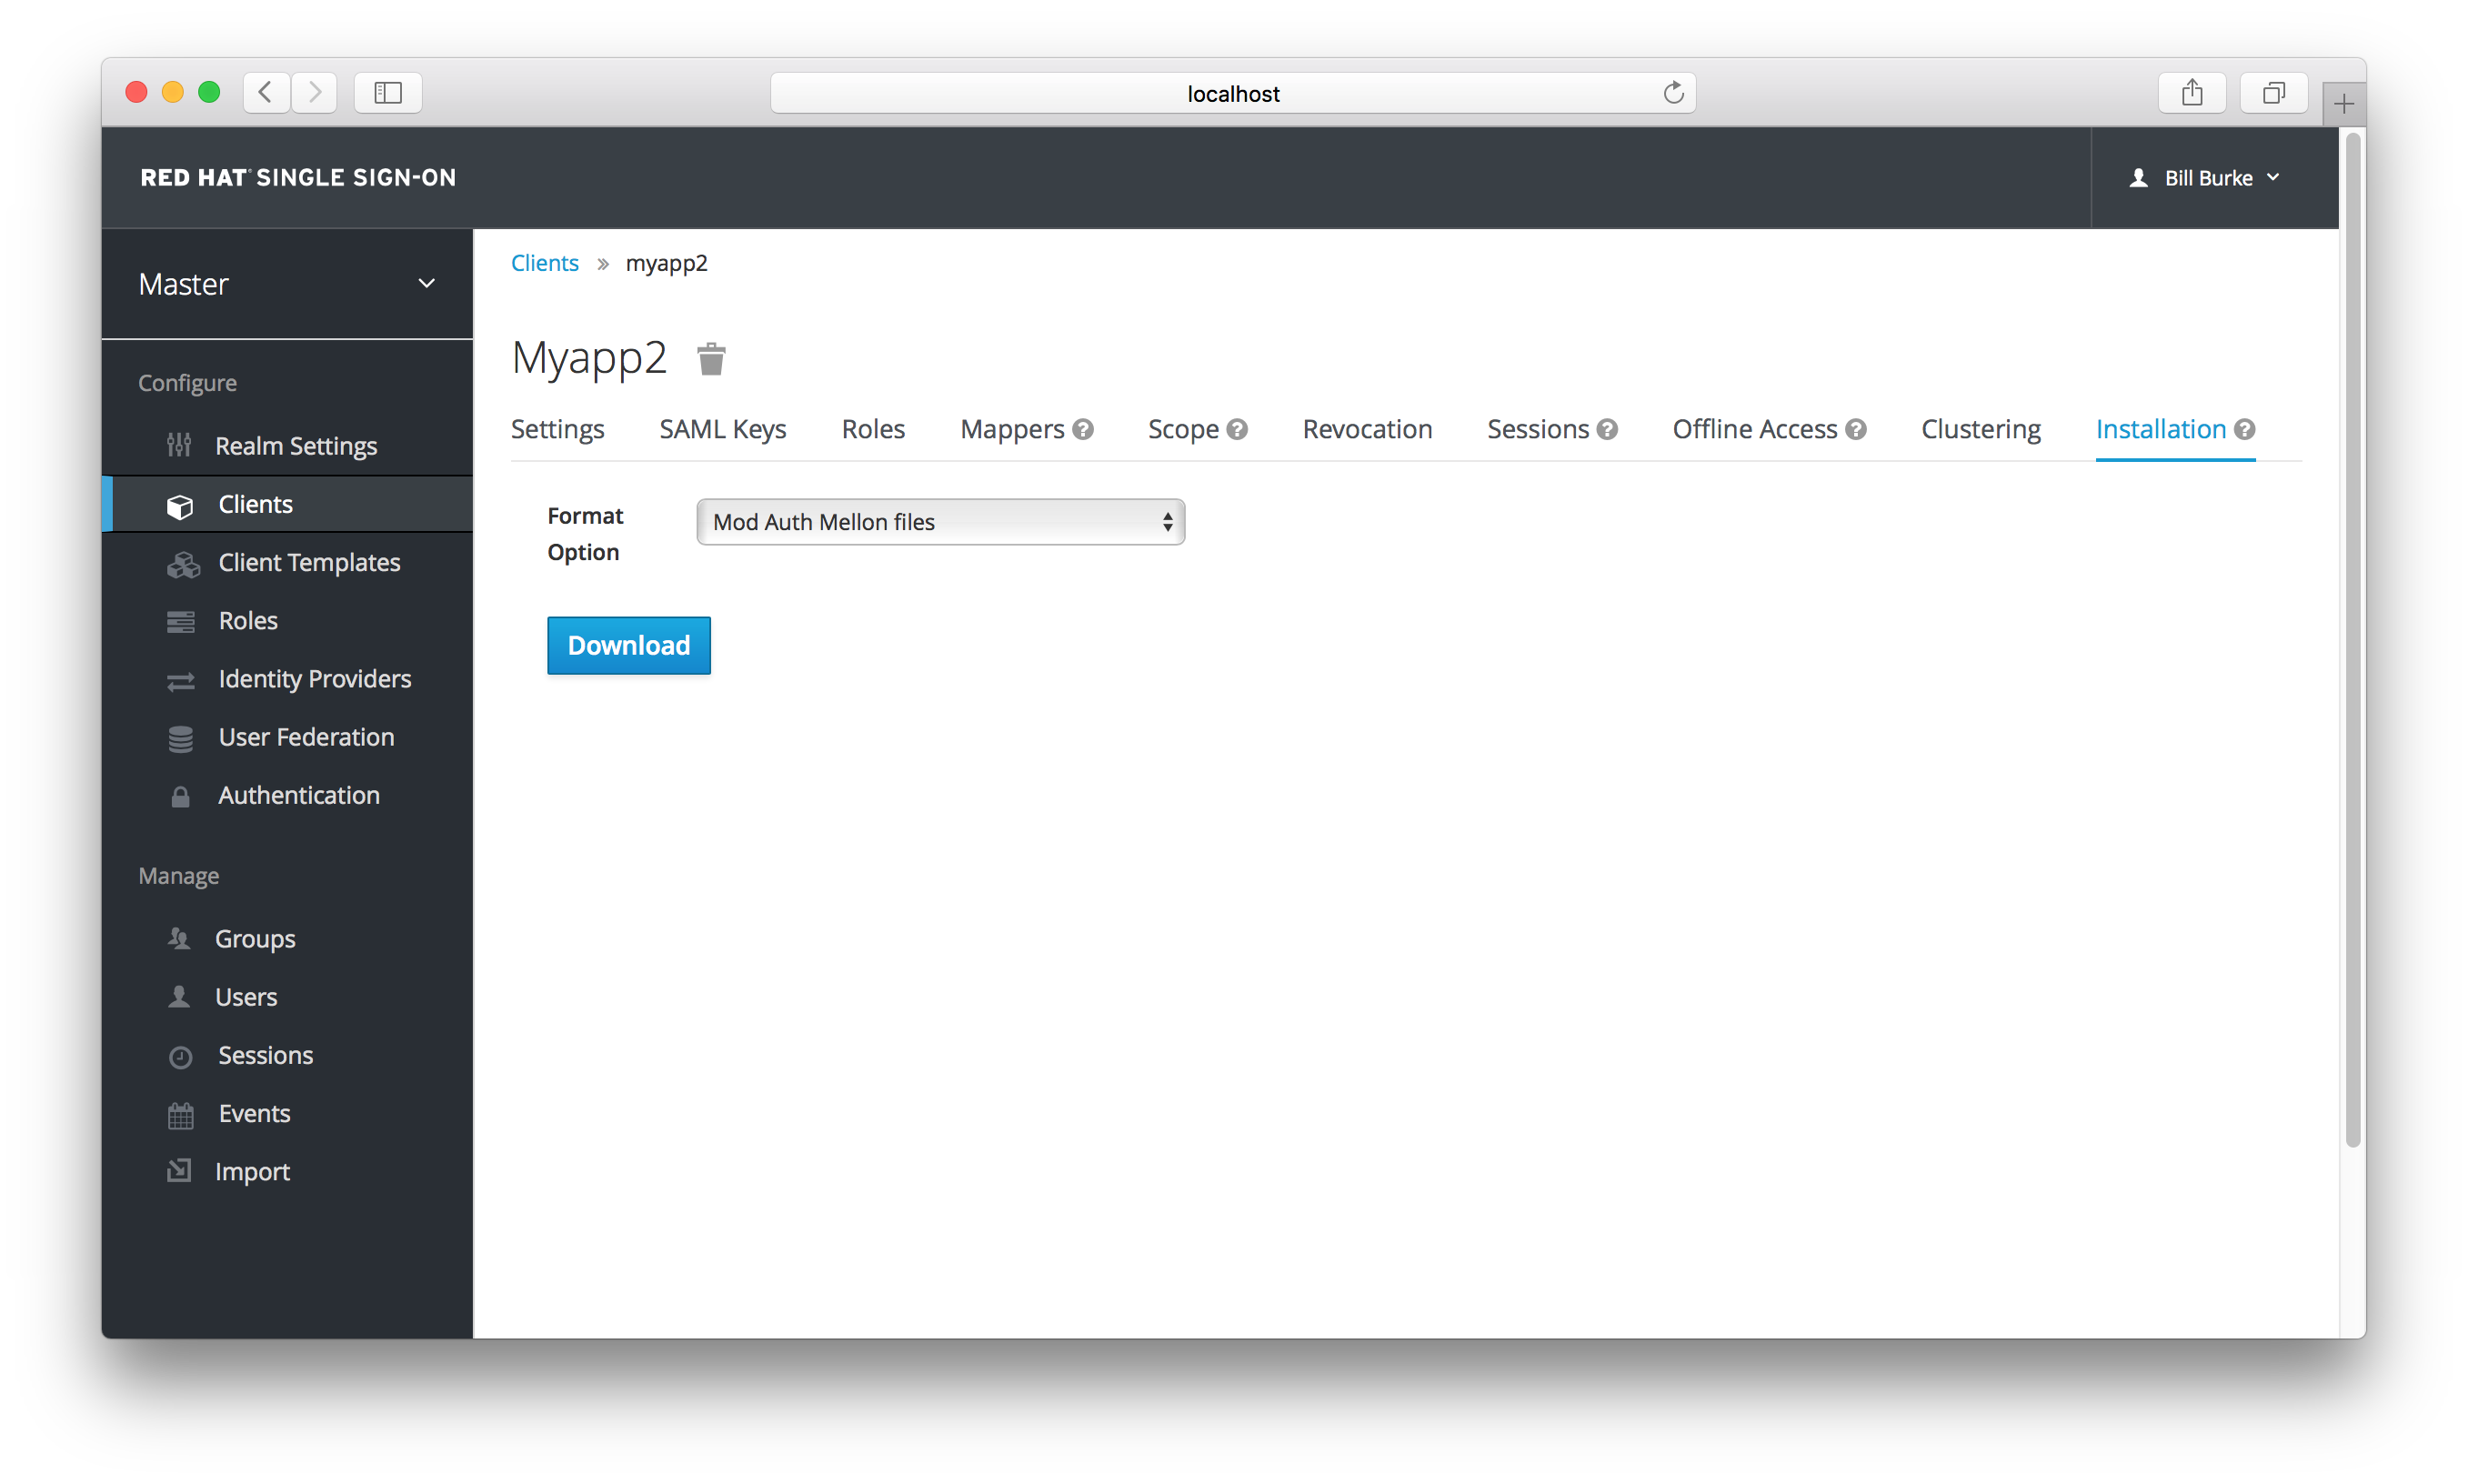 localhost
RED HAT® SINGLE SIGN-ON
Bill Burke
Master
Configure
Realm Settings
Clients
Client Templates
Roles
Identity Providers
User Federation
Authentication
Manage
Groups
Users
Sessions
Events
Import
Clients » myapp2
Myapp2
Settings SAML Keys Roles Mappers ? Scope ? Revocation Sessions ? Offline Access ? Clustering Installation ?
Format
Option
Mod Auth Mellon files
Download